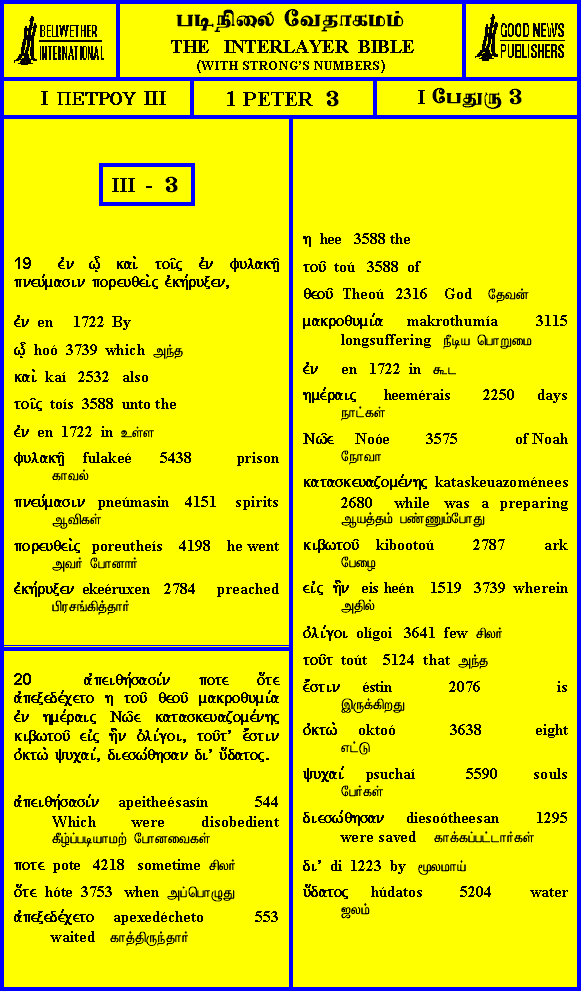 BELLWETHER
INTERNATIONAL
படிநிலை வேதாகமம்
THE INTERLAYER BIBLE
(WITH STRONG'S NUMBERS)
GOOD NEWS
PUBLISHERS
I ΠΕΤΡΟΥ III
1 PETER 3
I பேதுரு 3
III - 3
19 ἐν ᾧ καὶ τοῖς ἐν φυλακῇ
πνεύμασιν πορευθεὶς ἐκήρυξεν,
ἐν en 1722 By
ᾧ hoó 3739 which அந்த
καὶ kaí 2532 also
τοῖς toís 3588 unto the
ἐν en 1722 in உள்ள
φυλακῇ fulakeé 5438 prison
காவல்
πνεύμασιν pneúmasin 4151 spirits
ஆவிகள்
πορευθεὶς poreutheís 4198 he went
அவர் போனார்
ἐκήρυξεν ekeéruxen 2784 preached
பிரசங்கித்தார்
20 ἀπειθήσασίν ποτε ὅτε
ἀπεξεδέχετο η τοῦ θεοῦ μακροθυμία
ἐν ημέραις Νῶε κατασκευαζομένης
κιβωτοῦ εἰς ἣν ὀλίγοι, τοῦτ' ἔστιν
ὀκτὼ ψυχαί, διεσώθησαν δι' ὕδατος.
ἀπειθήσασίν apeitheésasín 544
Which were disobedient
கீழ்ப்படியாமற் போனவைகள்
ποτε pote 4218 sometime சிலர்
ὅτε hóte 3753 when அப்பொழுது
ἀπεξεδέχετο apexedécheto 553
waited காத்திருந்தார்
η hee 3588 the
τοῦ toú 3588 of
θεοῦ Theoú 2316 God தேவன்
μακροθυμία makrothumía 3115
longsuffering நீடிய பொறுமை
ἐν en 1722 in கூட
ημέραις heemérais 2250 days
நாட்கள்
Νῶε Noóe 3575 of Noah
நோவா
κατασκευαζομένης kataskeuazoménees
2680 while was a preparing
ஆயத்தம் பண்ணும்போது
κιβωτοῦ kibootoú 2787 ark
பேழை
εἰς ἣν eis heén 1519 3739 wherein
அதில்
ὀλίγοι olígoi 3641 few சிலர்
τοῦτ toút 5124 that அந்த
ἔστιν éstin 2076 is
இருக்கிறது
ὀκτὼ oktoó 3638 eight
எட்டு
ψυχαί psuchaí 5590 souls
பேர்கள்
διεσώθησαν diesoótheesan 1295
were saved காக்கப்பட்டார்கள்
δι' di 1223 by மூலமாய்
ὕδατος húdatos 5204 water
ஜலம்